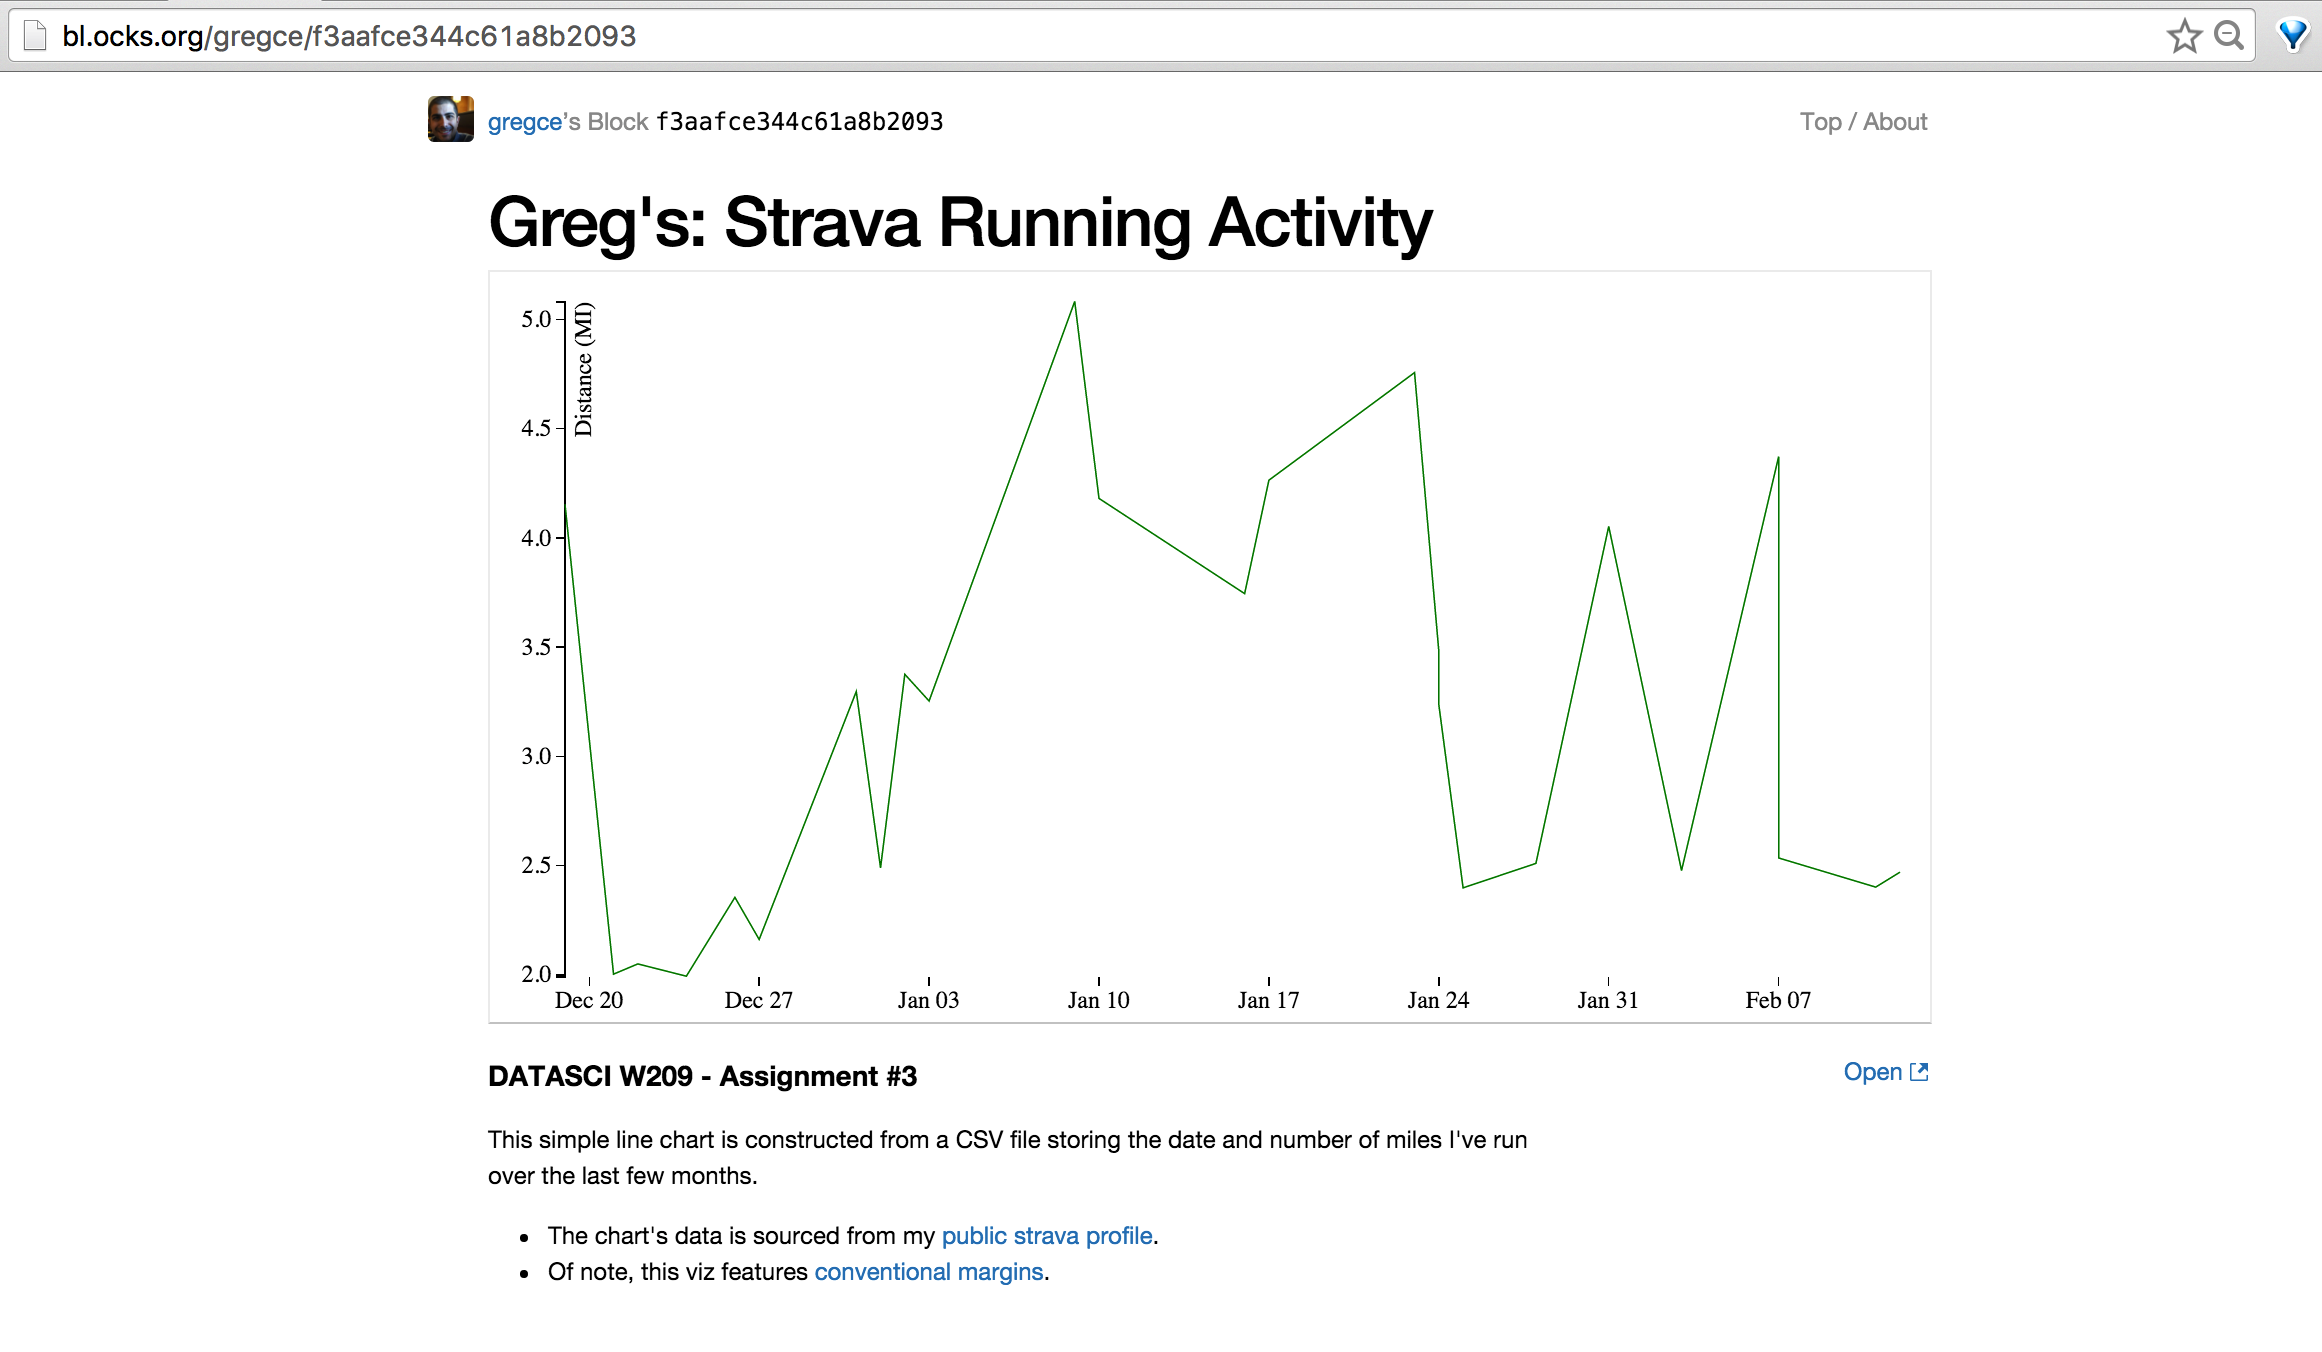 bl.ocks.org/gregce/f3aafce344c61a8b2093
gregce's Block f3aafce344c61a8b2093
Top / About
Greg's: Strava Running Activity
Distance (MI)
5.0
4.5
4.0
3.5
3.0
2.5
2.0
Dec 20 Dec 27 Jan 03 Jan 10 Jan 17 Jan 24 Jan 31 Feb 07
DATASCI W209 - Assignment #3
Open
This simple line chart is constructed from a CSV file storing the date and number of miles I've run
over the last few months.
• The chart's data is sourced from my public strava profile.
• Of note, this viz features conventional margins.